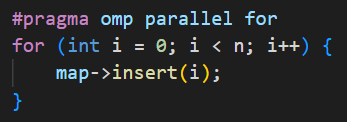 #pragma omp parallel for
for (int i = 0; i < n; i++) {
    map->insert(i);
}